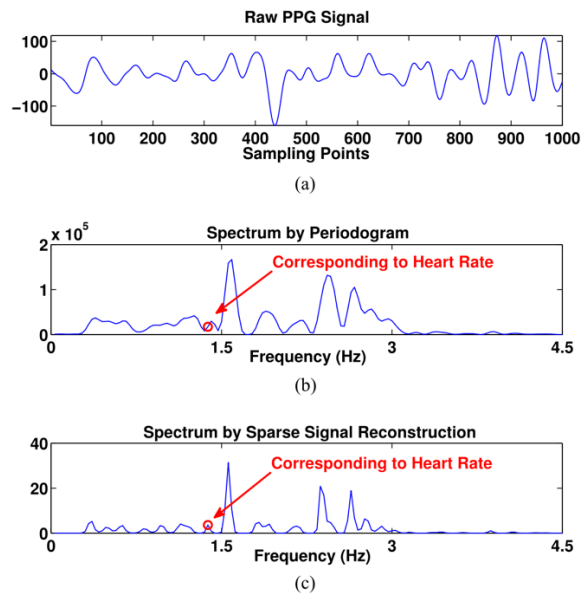 Raw PPG Signal
100
0
−100
100 200 300 400 500 600 700 800 900 1000
Sampling Points
(a)
x 10^5
Spectrum by Periodogram
2
1
0
Corresponding to Heart Rate
0 1.5 3 4.5
Frequency (Hz)
(b)
Spectrum by Sparse Signal Reconstruction
40
20
0
Corresponding to Heart Rate
0 1.5 3 4.5
Frequency (Hz)
(c)